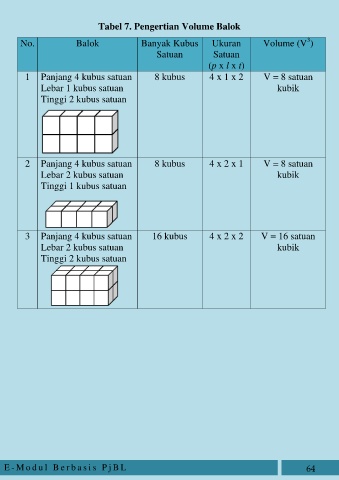 Tabel 7. Pengertian Volume Balok
No. Balok Banyak Kubus Satuan Ukuran Satuan (p x l x t) Volume (V³)
1 Panjang 4 kubus satuan 8 kubus 4 x 1 x 2 V = 8 satuan
Lebar 1 kubus satuan kubik
Tinggi 2 kubus satuan
2 Panjang 4 kubus satuan 8 kubus 4 x 2 x 1 V = 8 satuan
Lebar 2 kubus satuan kubik
Tinggi 1 kubus satuan
3 Panjang 4 kubus satuan 16 kubus 4 x 2 x 2 V = 16 satuan
Lebar 2 kubus satuan kubik
Tinggi 2 kubus satuan
E-Modul Berbasis PjBL 64